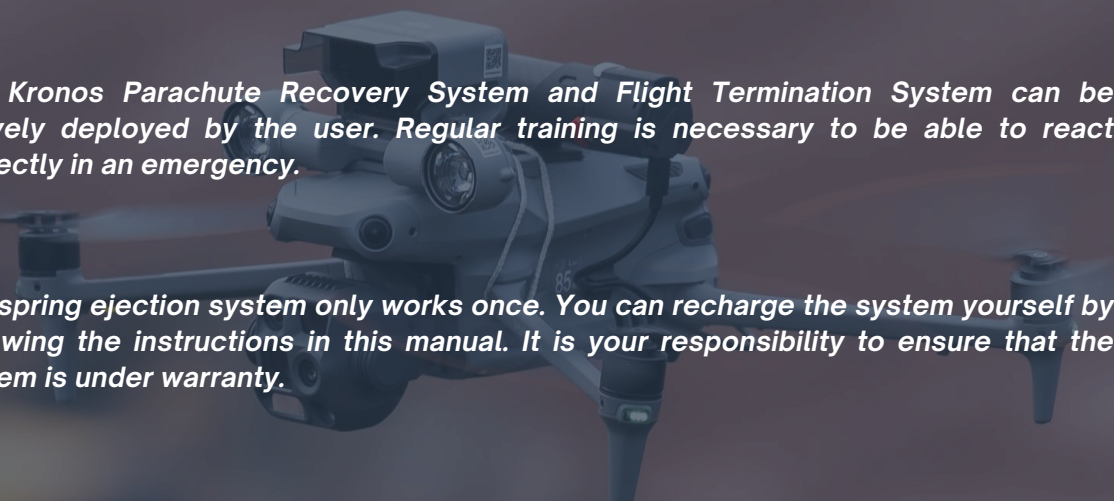 Kronos Parachute Recovery System and Flight Termination System can be
vely deployed by the user. Regular training is necessary to be able to react
ectly in an emergency.
spring ejection system only works once. You can recharge the system yourself by
wing the instructions in this manual. It is your responsibility to ensure that the
em is under warranty.
85